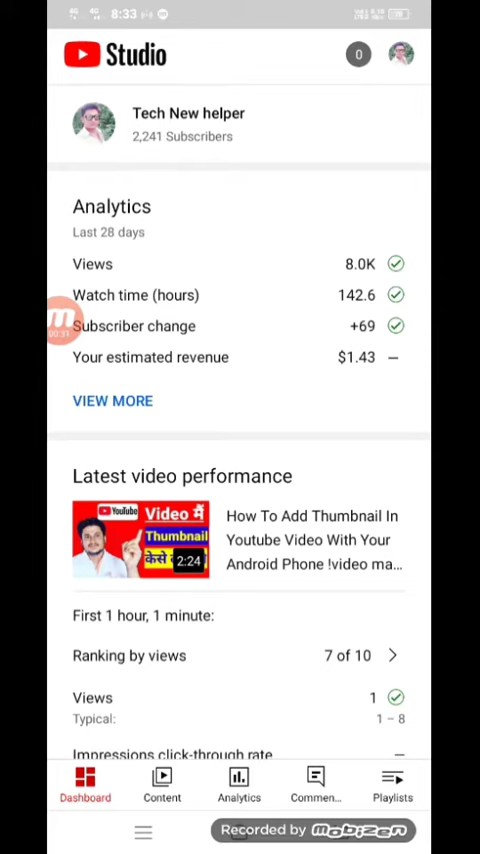 8:33
Studio
0
Tech New helper
2,241 Subscribers
Analytics
Last 28 days
Views 8.0K
Watch time (hours) 142.6
00:31
Subscriber change +69
Your estimated revenue $1.43 –
VIEW MORE
Latest video performance
YouTube Video में
Thumbnail
केसे
2:24
How To Add Thumbnail In
Youtube Video With Your
Android Phone !video ma...
First 1 hour, 1 minute:
Ranking by views 7 of 10
Views 1
Typical: 1 – 8
Impressions click-through rate –
Dashboard Content Analytics Commen... Playlists
Recorded by mobizen